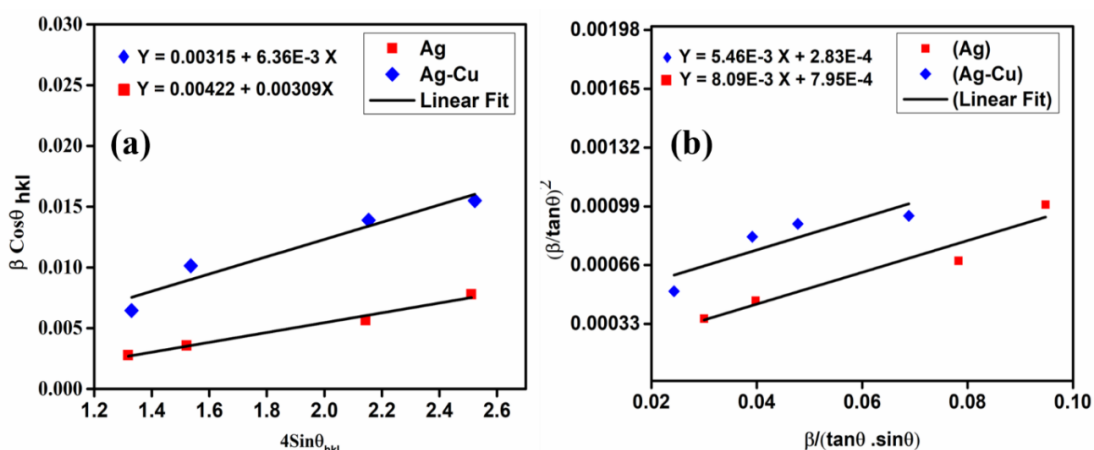 0.030
0.025
0.020
0.015
0.010
0.005
0.000
β Cosθ hkl
Y = 0.00315 + 6.36E-3 X
Y = 0.00422 + 0.00309X
Ag
Ag-Cu
Linear Fit
(a)
1.2 1.4 1.6 1.8 2.0 2.2 2.4 2.6
4Sinθhkl
0.00198
0.00165
0.00132
0.00099
0.00066
0.00033
(β/tanθ)^2
Y = 5.46E-3 X + 2.83E-4
Y = 8.09E-3 X + 7.95E-4
(Ag)
(Ag-Cu)
(Linear Fit)
(b)
0.02 0.04 0.06 0.08 0.10
β/(tanθ .sinθ)